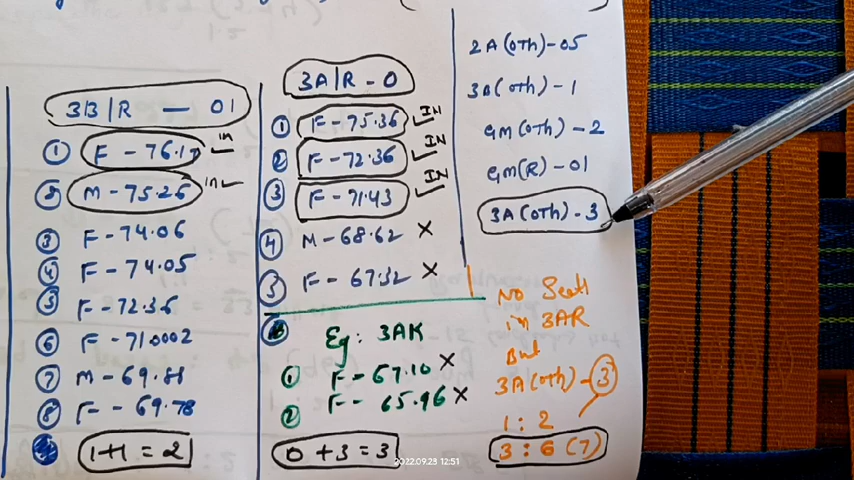 3B|R - 01
① F - 76.17 in
② M - 75.26 in
③ F - 74.06
④ F - 74.05
⑤ F - 72.36
⑥ F - 71.0002
⑦ M - 69.88
⑧ F - 69.78
1+1 = 2
3A|R - 0
① F - 75.36 IN
② F - 72.36 IN
③ F - 71.43 IN
④ M - 68.62 X
F - 67.32 X
Eg: 3AK
① F - 67.10 X
② F - 65.96 X
0 + 3 = 3
2A(OTH) - 05
3B(OTH) - 1
GM(OTH) - 2
GM(R) - 01
3A(OTH) - 3
NO Seats
in 3AR
But
3A(OTH) - 3
1 : 2
3 : 6 (7)
2022.09.23 12:51